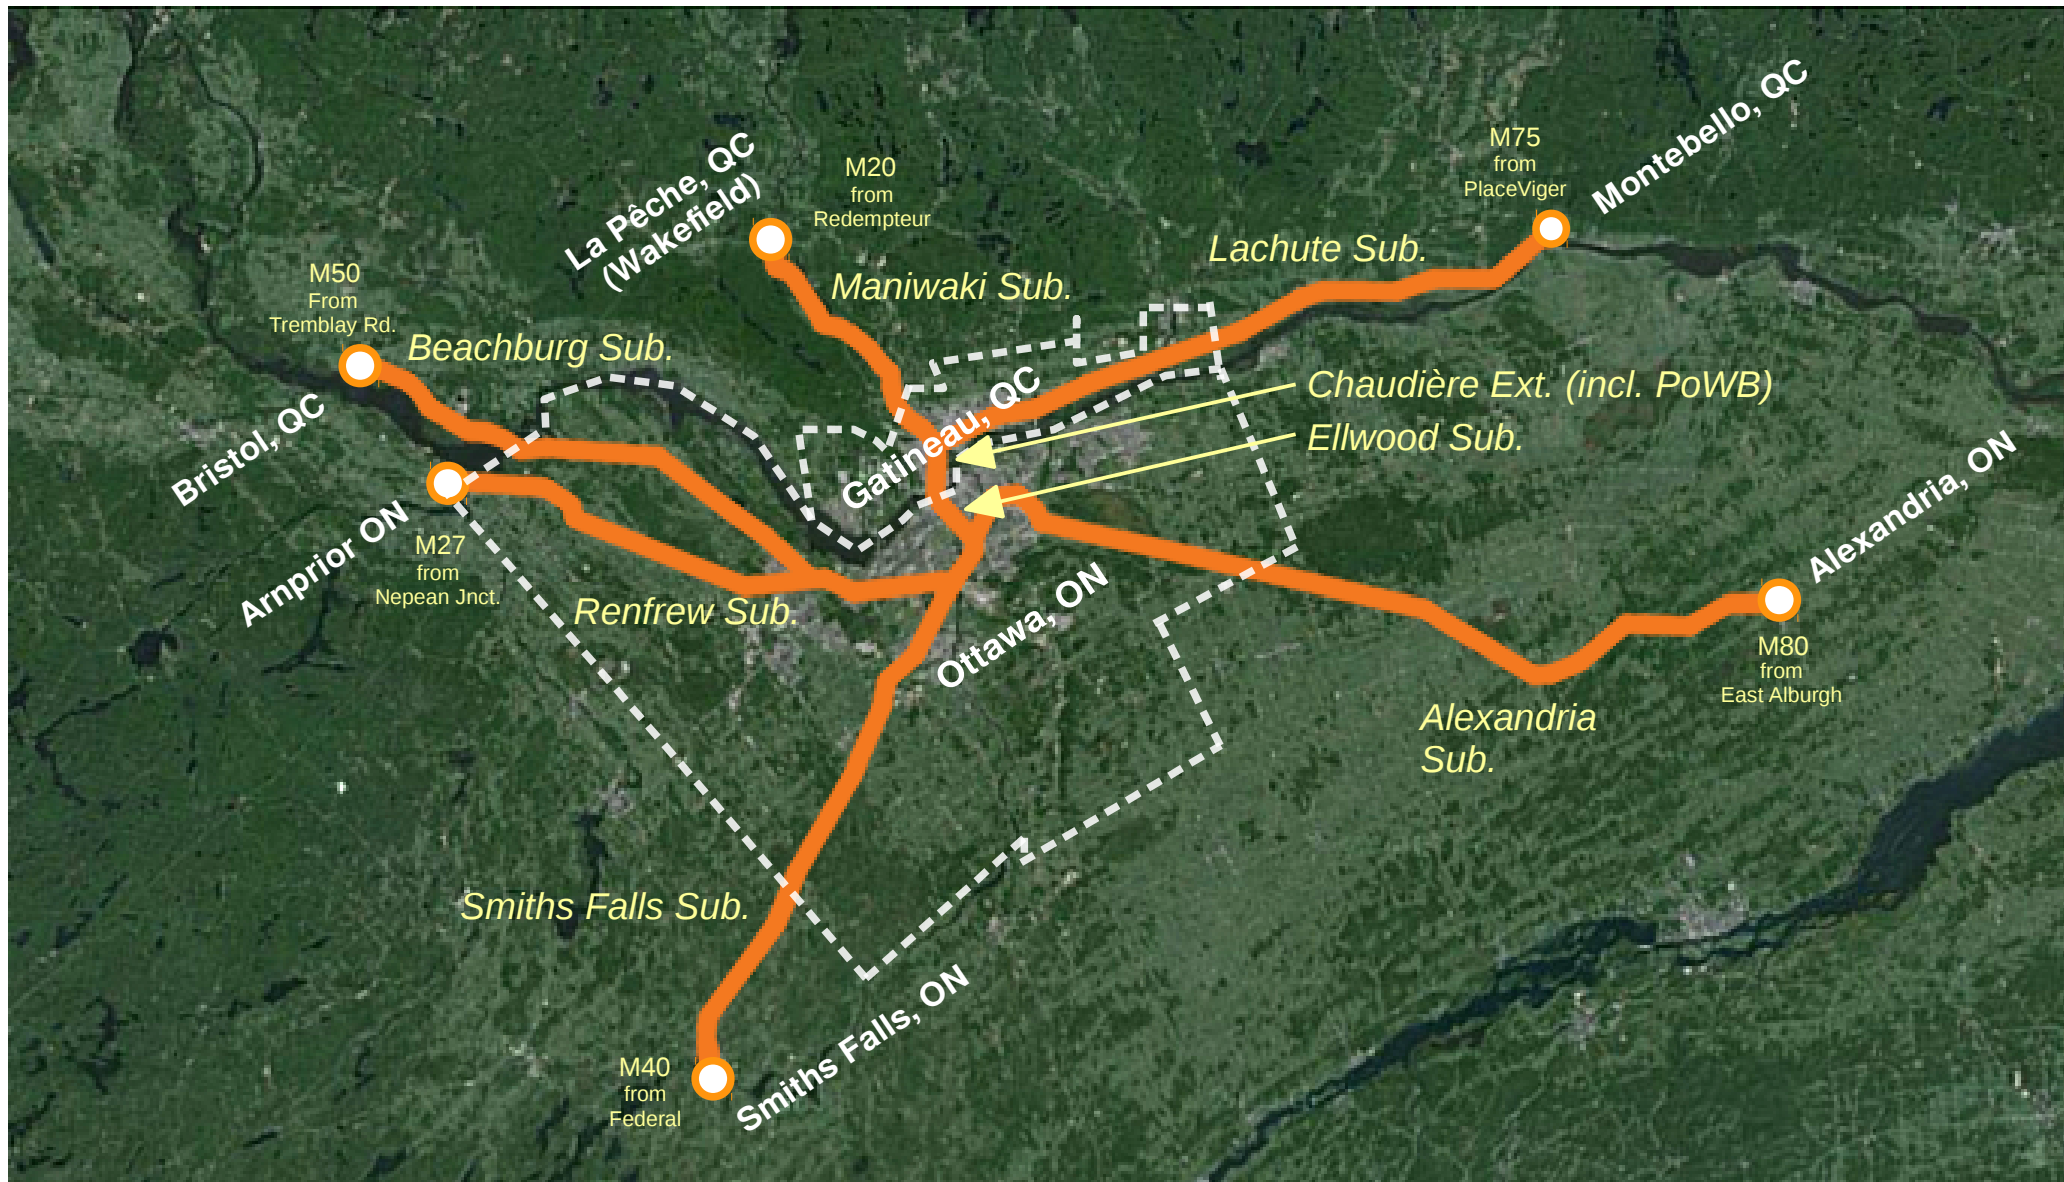 Montebello, QC
M75
from
PlaceViger
La Pêche, QC
(Wakefield)
M20
from
Redempteur
Lachute Sub.
M50
From
Tremblay Rd.
Maniwaki Sub.
Beachburg Sub.
Chaudière Ext. (incl. PoWB)
Ellwood Sub.
Bristol, QC
Gatineau, QC
Arnprior ON
M27
from
Nepean Jnct.
Alexandria, ON
Renfrew Sub.
Ottawa, ON
M80
from
East Alburgh
Alexandria
Sub.
Smiths Falls Sub.
Smiths Falls, ON
M40
from
Federal